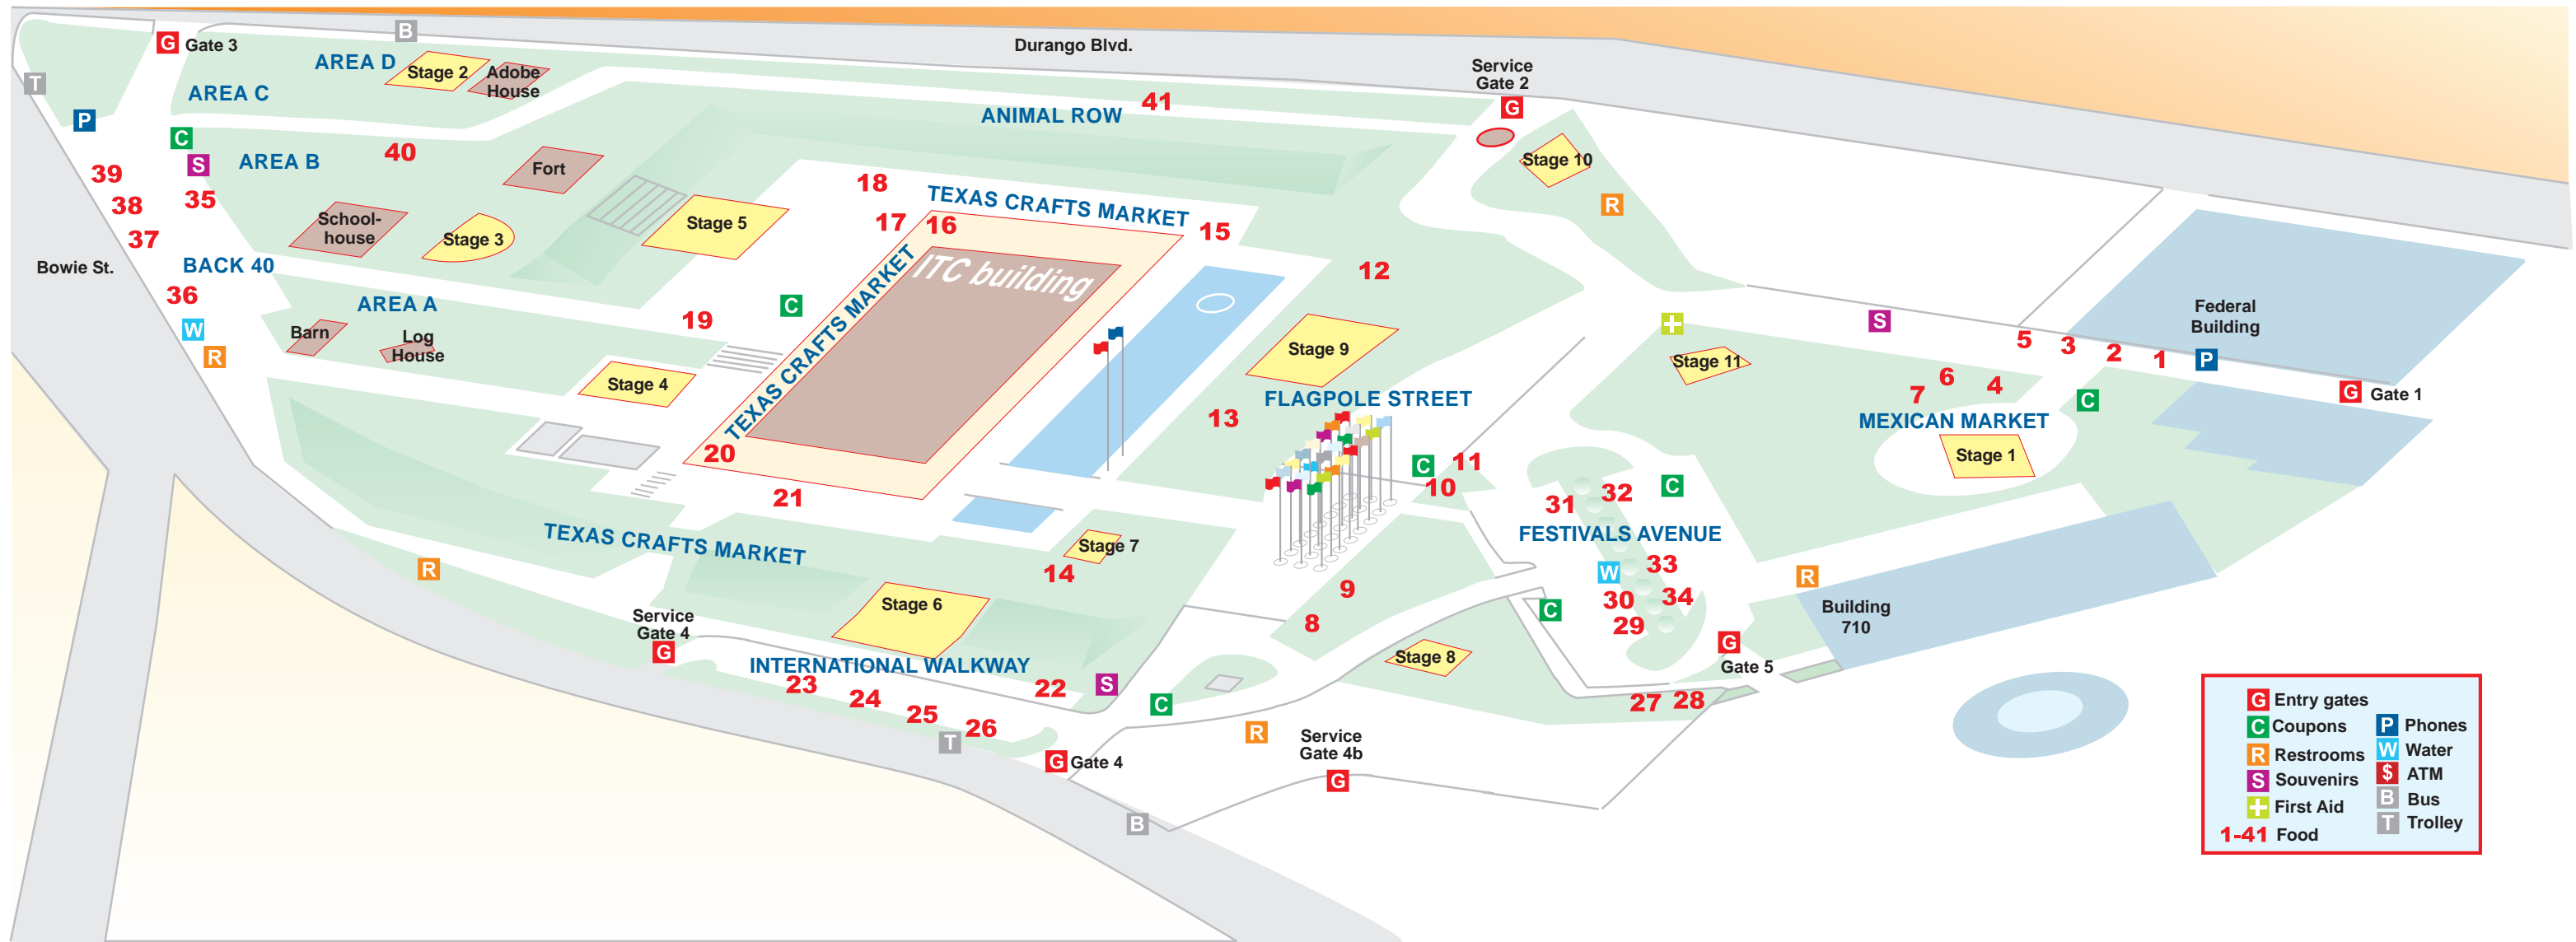 B
Durango Blvd.
G Gate 3
AREA D
Stage 2
Adobe
House
T
AREA C
P
Service
Gate 2
G
41
ANIMAL ROW
C
S
AREA B
40
Fort
Stage 10
39
38
37
35
School-
house
Stage 3
Stage 5
18
17
16
TEXAS CRAFTS MARKET
15
R
Bowie St.
BACK 40
36
W
R
AREA A
Barn
Log
House
19
C
Stage 4
TEXAS CRAFTS MARKET
ITC building
12
Stage 9
FLAGPOLE STREET
13
S
Stage 11
Federal
Building
5
3
2
1
P
7
6
4
C
G Gate 1
MEXICAN MARKET
Stage 1
20
21
C
11
10
31
32
C
FESTIVALS AVENUE
TEXAS CRAFTS MARKET
R
Stage 7
14
W
33
30
34
29
R
Building
710
9
8
C
Stage 6
Service
Gate 4
G
INTERNATIONAL WALKWAY
23
24
25
26
22
S
C
Stage 8
G
Gate 5
27
28
T
G Gate 4
R
Service
Gate 4b
G
B
G Entry gates
C Coupons
R Restrooms
S Souvenirs
First Aid
1-41 Food
P Phones
W Water
$ ATM
B Bus
T Trolley